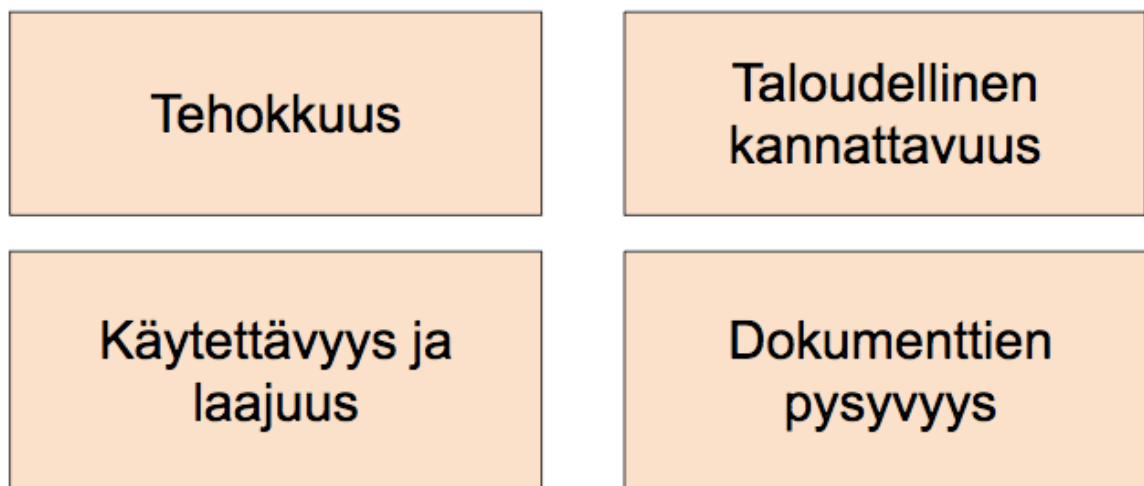 Tehokkuus
Taloudellinen
kannattavuus
Käytettävyys ja
laajuus
Dokumenttien
pysyvyys